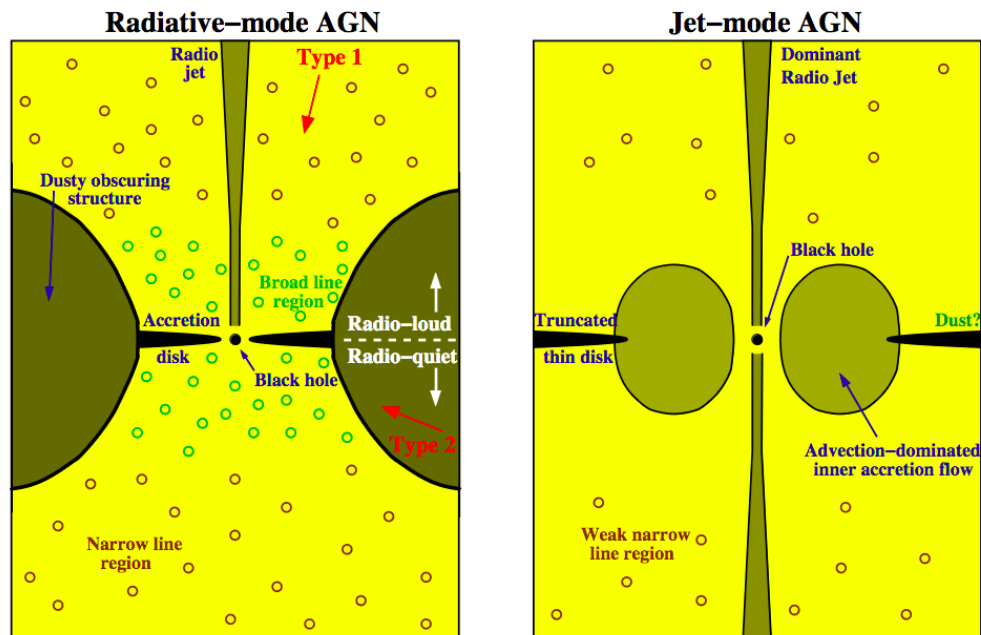 Radiative−mode AGN
Radio
jet
Type 1
Dusty obscuring
structure
Broad line
region
Accretion
disk
Radio−loud
Radio−quiet
Black hole
Type 2
Narrow line
region
Jet−mode AGN
Dominant
Radio Jet
Black hole
Truncated
thin disk
Dust?
Advection−dominated
inner accretion flow
Weak narrow
line region